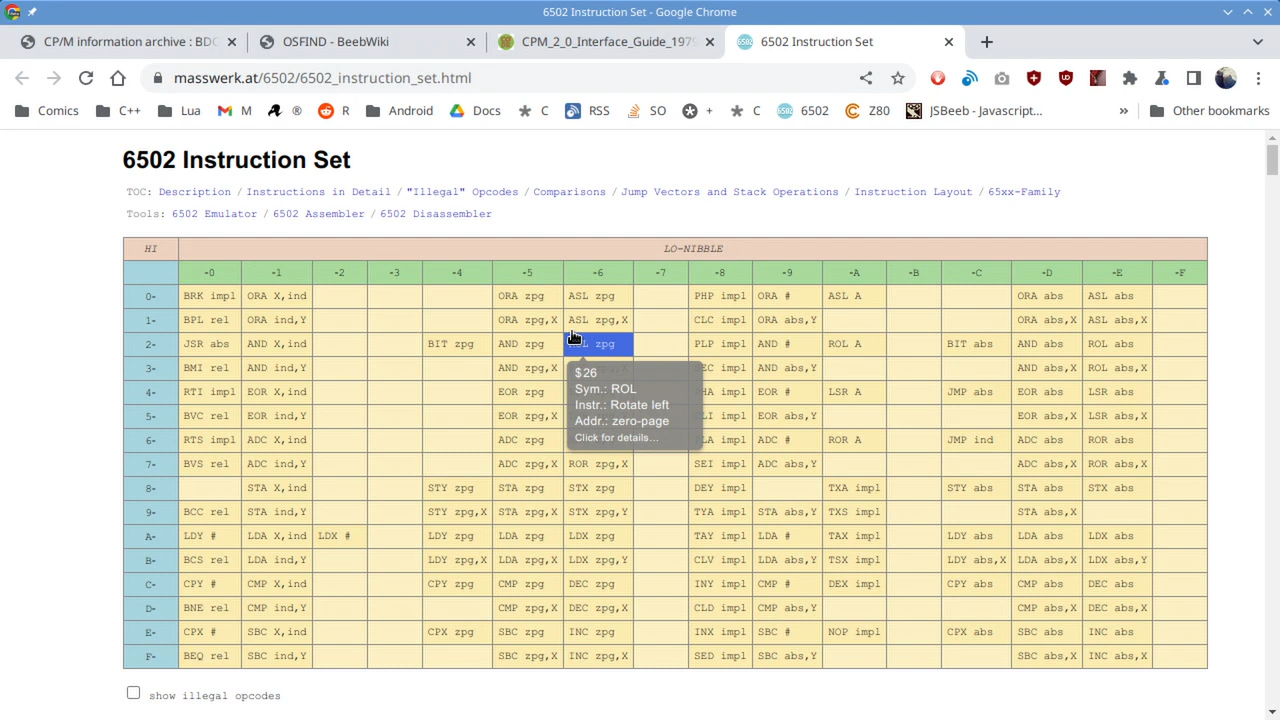 6502 Instruction Set - Google Chrome
CP/M information archive : BDC
OSFIND - BeebWiki
CPM_2_0_Interface_Guide_1979
6502 Instruction Set
masswerk.at/6502/6502_instruction_set.html
Comics C++ Lua M ® R Android Docs C RSS SO + C 6502 Z80 JSBeeb - Javascript... » Other bookmarks
6502 Instruction Set
TOC: Description / Instructions in Detail / "Illegal" Opcodes / Comparisons / Jump Vectors and Stack Operations / Instruction Layout / 65xx-Family
Tools: 6502 Emulator / 6502 Assembler / 6502 Disassembler
HI LO-NIBBLE
-0 -1 -2 -3 -4 -5 -6 -7 -8 -9 -A -B -C -D -E -F
0- BRK impl ORA X,ind ORA zpg ASL zpg PHP impl ORA # ASL A ORA abs ASL abs
1- BPL rel ORA ind,Y ORA zpg,X ASL zpg,X CLC impl ORA abs,Y ORA abs,X ASL abs,X
2- JSR abs AND X,ind BIT zpg AND zpg zpg PLP impl AND # ROL A BIT abs AND abs ROL abs
3- BMI rel AND ind,Y AND zpg,X SEC impl AND abs,Y AND abs,X ROL abs,X
4- RTI impl EOR X,ind EOR zpg PHA impl EOR # LSR A JMP abs EOR abs LSR abs
5- BVC rel EOR ind,Y EOR zpg,X CLI impl EOR abs,Y EOR abs,X LSR abs,X
6- RTS impl ADC X,ind ADC zpg PLA impl ADC # ROR A JMP ind ADC abs ROR abs
7- BVS rel ADC ind,Y ADC zpg,X ROR zpg,X SEI impl ADC abs,Y ADC abs,X ROR abs,X
8- STA X,ind STY zpg STA zpg STX zpg DEY impl TXA impl STY abs STA abs STX abs
9- BCC rel STA ind,Y STY zpg,X STA zpg,X STX zpg,Y TYA impl STA abs,Y TXS impl STA abs,X
A- LDY # LDA X,ind LDX # LDY zpg LDA zpg LDX zpg TAY impl LDA # TAX impl LDY abs LDA abs LDX abs
B- BCS rel LDA ind,Y LDY zpg,X LDA zpg,X LDX zpg,Y CLV impl LDA abs,Y TSX impl LDY abs,X LDA abs,X LDX abs,Y
C- CPY # CMP X,ind CPY zpg CMP zpg DEC zpg INY impl CMP # DEX impl CPY abs CMP abs DEC abs
D- BNE rel CMP ind,Y CMP zpg,X DEC zpg,X CLD impl CMP abs,Y CMP abs,X DEC abs,X
E- CPX # SBC X,ind CPX zpg SBC zpg INC zpg INX impl SBC # NOP impl CPX abs SBC abs INC abs
F- BEQ rel SBC ind,Y SBC zpg,X INC zpg,X SED impl SBC abs,Y SBC abs,X INC abs,X
$26
Sym.: ROL
Instr.: Rotate left
Addr.: zero-page
Click for details...
show illegal opcodes